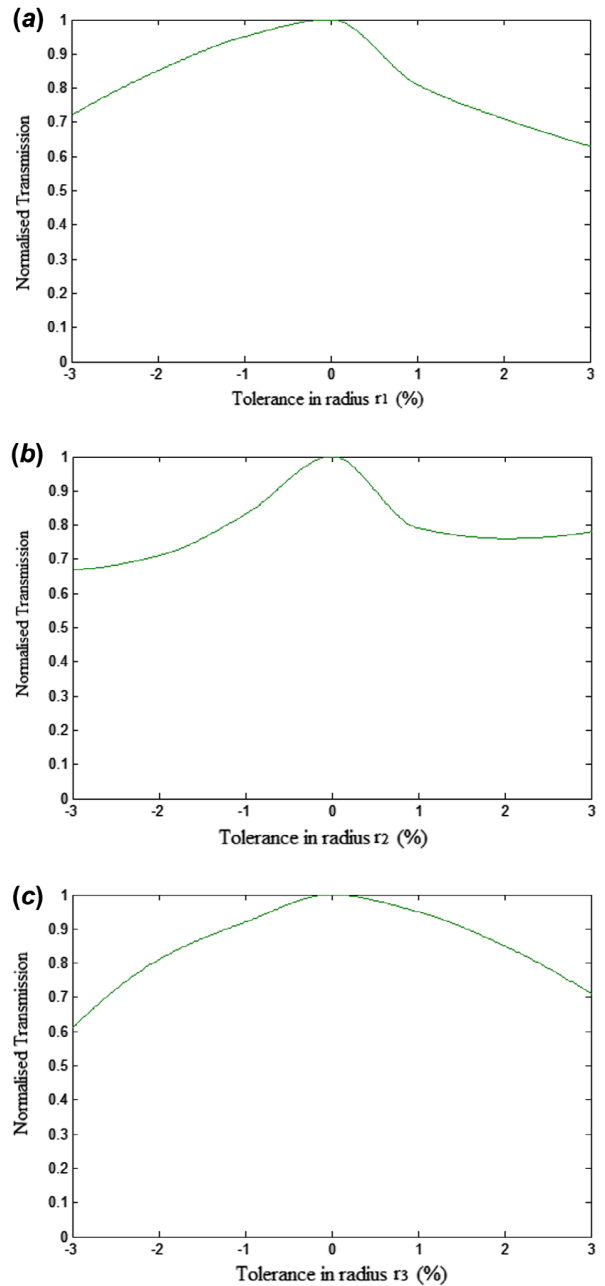 (a)
1
0.9
0.8
0.7
0.6
0.5
0.4
0.3
0.2
0.1
0
Normalised Transmission
-3 -2 -1 0 1 2 3
Tolerance in radius r1 (%)
(b)
1
0.9
0.8
0.7
0.6
0.5
0.4
0.3
0.2
0.1
0
Normalised Transmission
-3 -2 -1 0 1 2 3
Tolerance in radius r2 (%)
(c)
1
0.9
0.8
0.7
0.6
0.5
0.4
0.3
0.2
0.1
0
Normalised Transmission
-3 -2 -1 0 1 2 3
Tolerance in radius r3 (%)